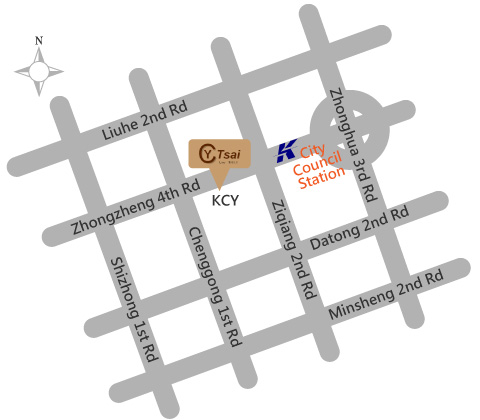 N
Liuhe 2nd Rd
Zhonghua 3rd Rd
Y Tsai
City
Council
Station
Zhongzheng 4th Rd
KCY
Ziqiang 2nd Rd
Datong 2nd Rd
Chenggong 1st Rd
Shizhong 1st Rd
Minsheng 2nd Rd